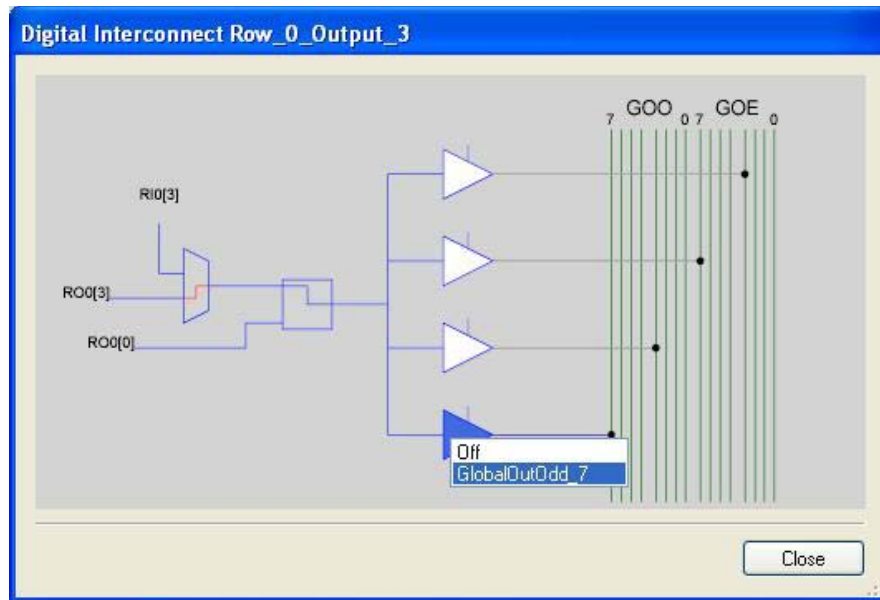 Digital Interconnect Row_0_Output_3
7 GOO 0 7 GOE 0
RI0[3]
RO0[3]
RO0[0]
Off
GlobalOutOdd_7
Close